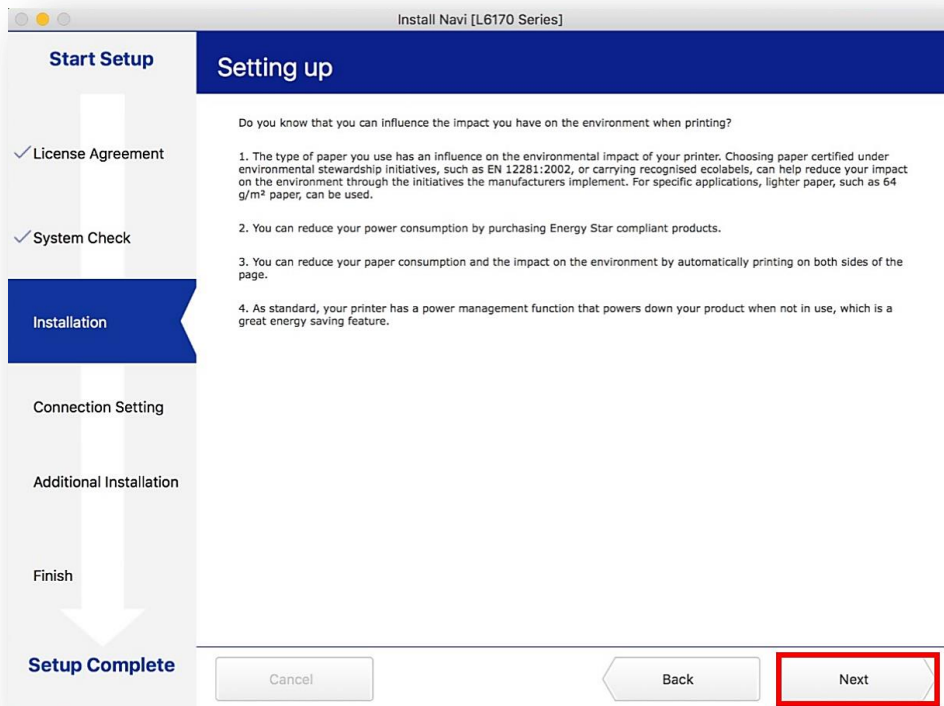 Install Navi [L6170 Series]
Start Setup
License Agreement
System Check
Installation
Connection Setting
Additional Installation
Finish
Setup Complete
Setting up
Do you know that you can influence the impact you have on the environment when printing?
1. The type of paper you use has an influence on the environmental impact of your printer. Choosing paper certified under
environmental stewardship initiatives, such as EN 12281:2002, or carrying recognised ecolabels, can help reduce your impact
on the environment through the initiatives the manufacturers implement. For specific applications, lighter paper, such as 64
g/m² paper, can be used.
2. You can reduce your power consumption by purchasing Energy Star compliant products.
3. You can reduce your paper consumption and the impact on the environment by automatically printing on both sides of the
page.
4. As standard, your printer has a power management function that powers down your product when not in use, which is a
great energy saving feature.
Cancel
Back
Next